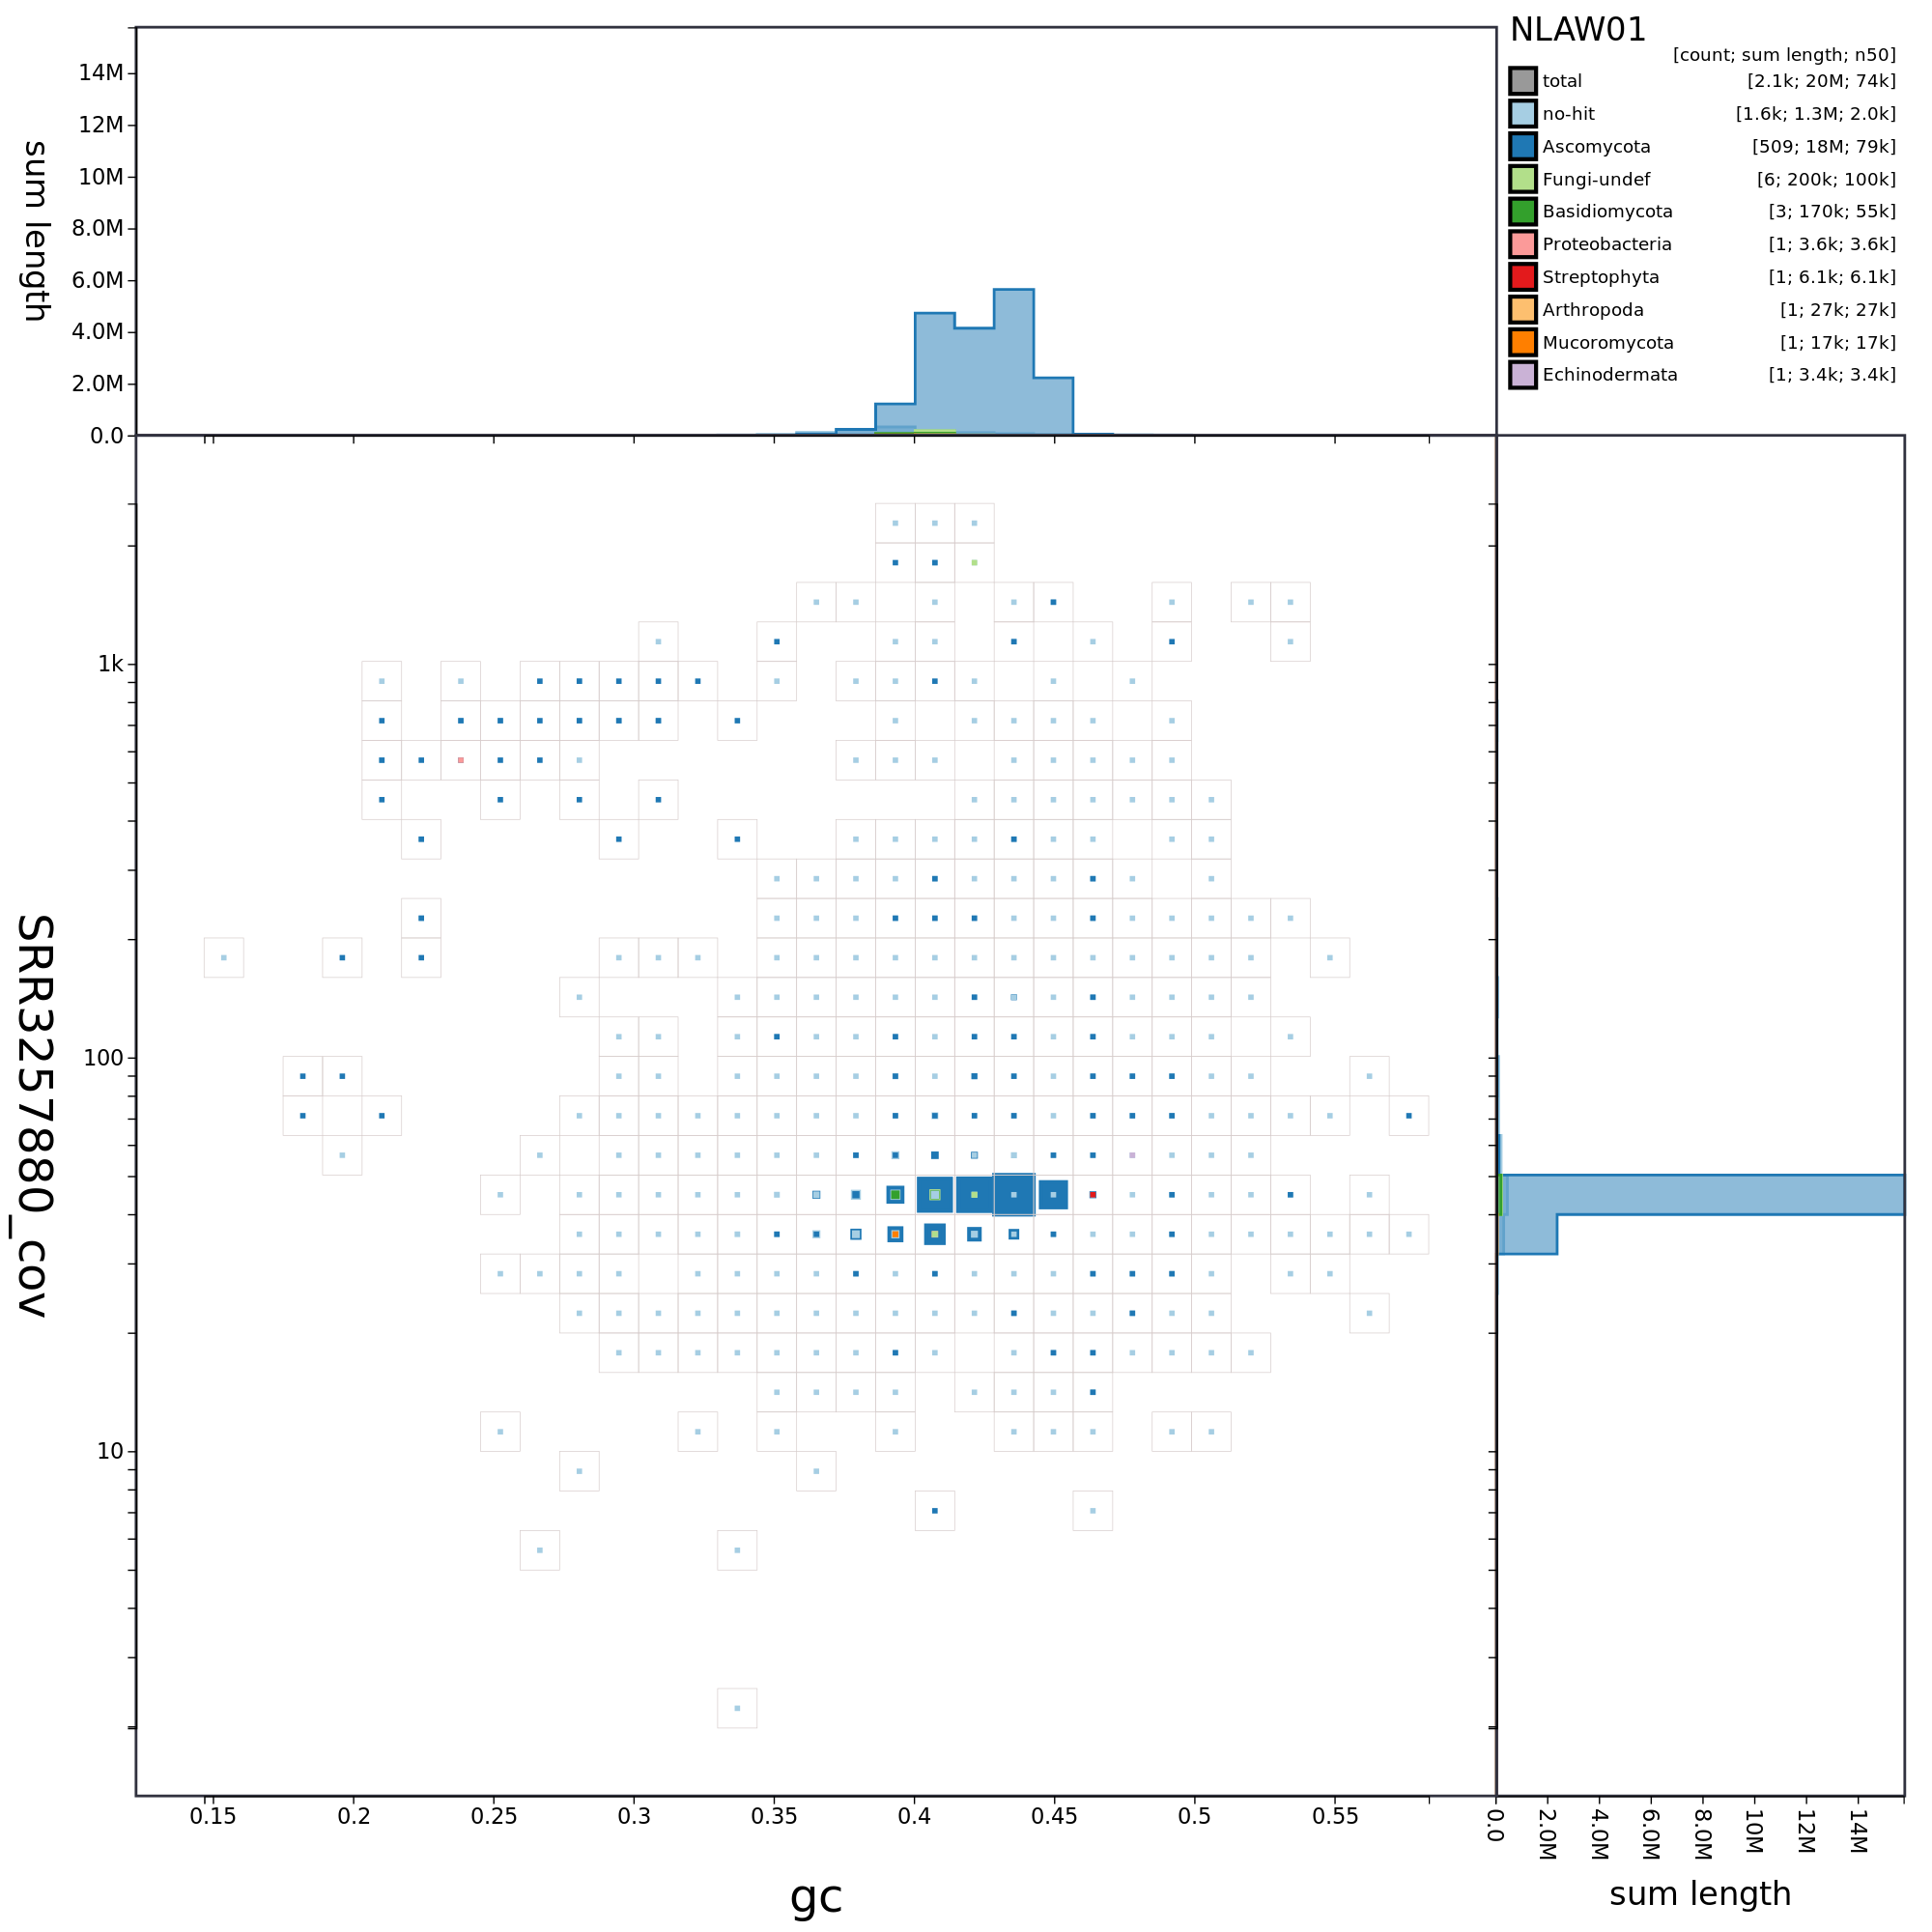 NLAW01
[count; sum length; n50]
total [2.1k; 20M; 74k]
no-hit [1.6k; 1.3M; 2.0k]
Ascomycota [509; 18M; 79k]
Fungi-undef [6; 200k; 100k]
Basidiomycota [3; 170k; 55k]
Proteobacteria [1; 3.6k; 3.6k]
Streptophyta [1; 6.1k; 6.1k]
Arthropoda [1; 27k; 27k]
Mucoromycota [1; 17k; 17k]
Echinodermata [1; 3.4k; 3.4k]
sum length
14M
12M
10M
8.0M
6.0M
4.0M
2.0M
0.0
SRR3257880_cov
1k
100
10
0.15 0.2 0.25 0.3 0.35 0.4 0.45 0.5 0.55
gc
0.0 2.0M 4.0M 6.0M 8.0M 10M 12M 14M
sum length